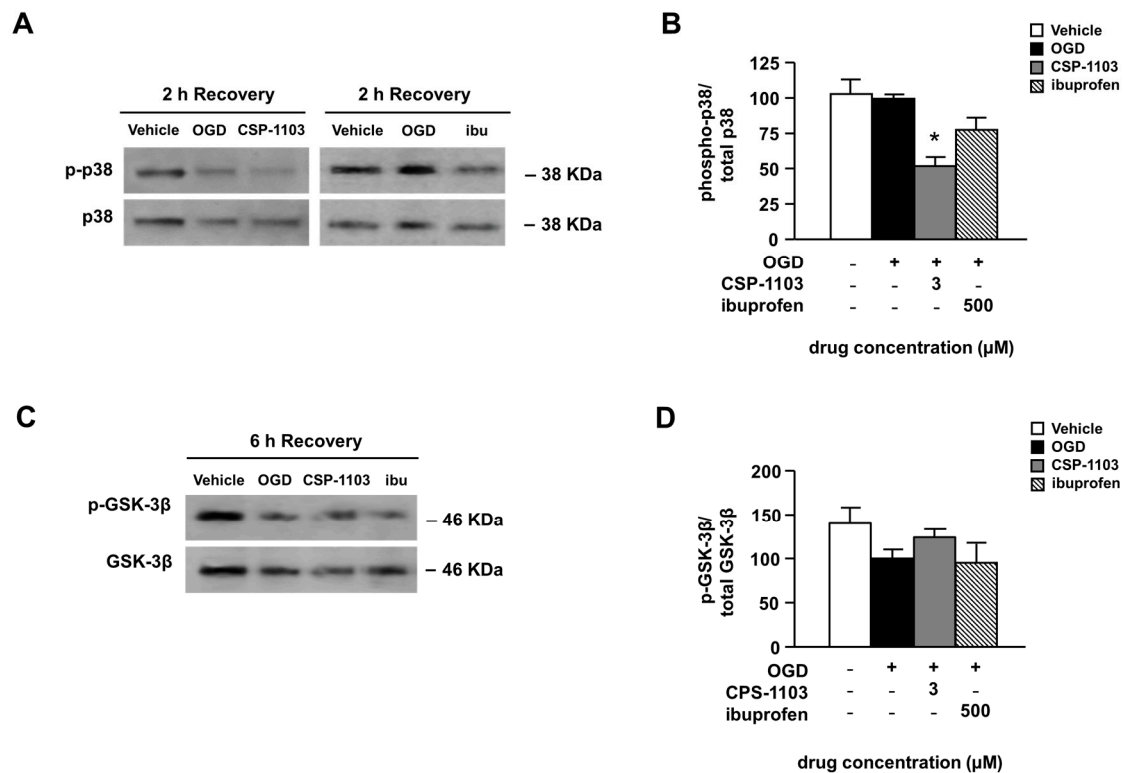 A
2 h Recovery 2 h Recovery
Vehicle OGD CSP-1103 Vehicle OGD ibu
p-p38 – 38 KDa
p38 – 38 KDa
B
Vehicle
OGD
CSP-1103
ibuprofen
phospho-p38/
total p38
125
100
75
50
25
0
*
OGD - + + +
CSP-1103 - - 3 -
ibuprofen - - - 500
drug concentration (µM)
C
6 h Recovery
Vehicle OGD CSP-1103 ibu
p-GSK-3β – 46 KDa
GSK-3β – 46 KDa
D
Vehicle
OGD
CSP-1103
ibuprofen
p-GSK-3β/
total GSK-3β
200
150
100
50
0
OGD - + + +
CPS-1103 - - 3 -
ibuprofen - - - 500
drug concentration (µM)